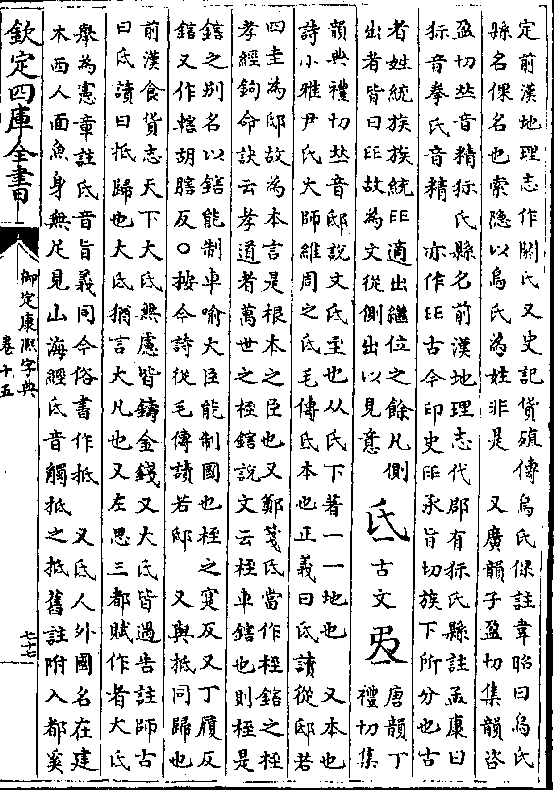 定前漢地理志作閼氏又史記貨殖傳烏氏倮註韋昭曰烏氏
縣名倮名也索隱以烏氏為姓非是　又廣韻子盈切集韻咨
盈切𠀤音精狋氏縣名前漢地理志代郡有狋氏縣註孟康曰
狋音拳氏音精　亦作古今印史承旨切族下所分也古
者姓統族族統適出繼位之餘凡側
出者皆曰故為文從側出以見意
氐
古文
唐韻丁
禮切集
韻典禮切𠀤音邸說文氐至也从氏下著一一地也　又本也
詩小雅尹氏大師維周之氐毛傳氐本也正義曰氐讀從邸若
四圭為邸故為本言是根本之臣也又鄭箋氐當作桎鎋之桎
孝經鉤命訣云孝道者萬世之桎鎋說文云桎車鎋也則桎是
鎋之別名以鎋能制車喻大臣能制國也桎之實反又丁履反
鎋又作轄胡瞎反〇按今詩從毛傳讀若邸　又與抵同歸也
前漢食貨志天下大氐無慮皆鑄金錢又大氐皆遇告註師古
曰氐讀曰抵歸也大氐猶言大凡也又左思三都賦作者大氐
舉為憲章註氐音旨義同今俗書作抵　又氐人外國名在建
木西人面魚身無足見山海經氐音觸抵之抵舊註附入都奚
欽定四庫全書
御定康熙字典
卷十五
七十七